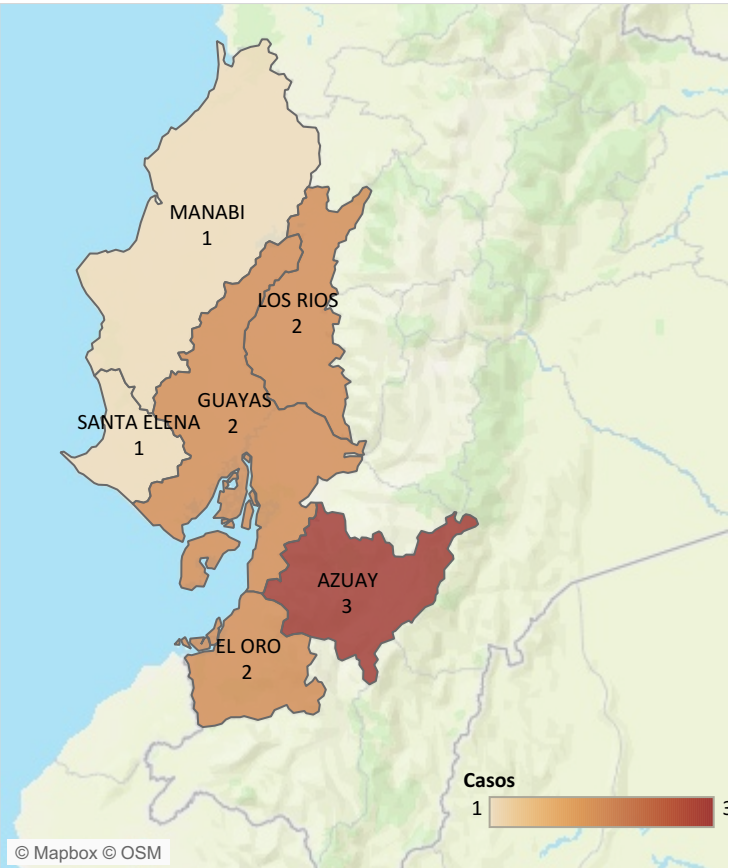 MANABI
1
LOS RIOS
2
GUAYAS
2
SANTA ELENA
1
AZUAY
3
EL ORO
2
Casos
1
3
© Mapbox © OSM